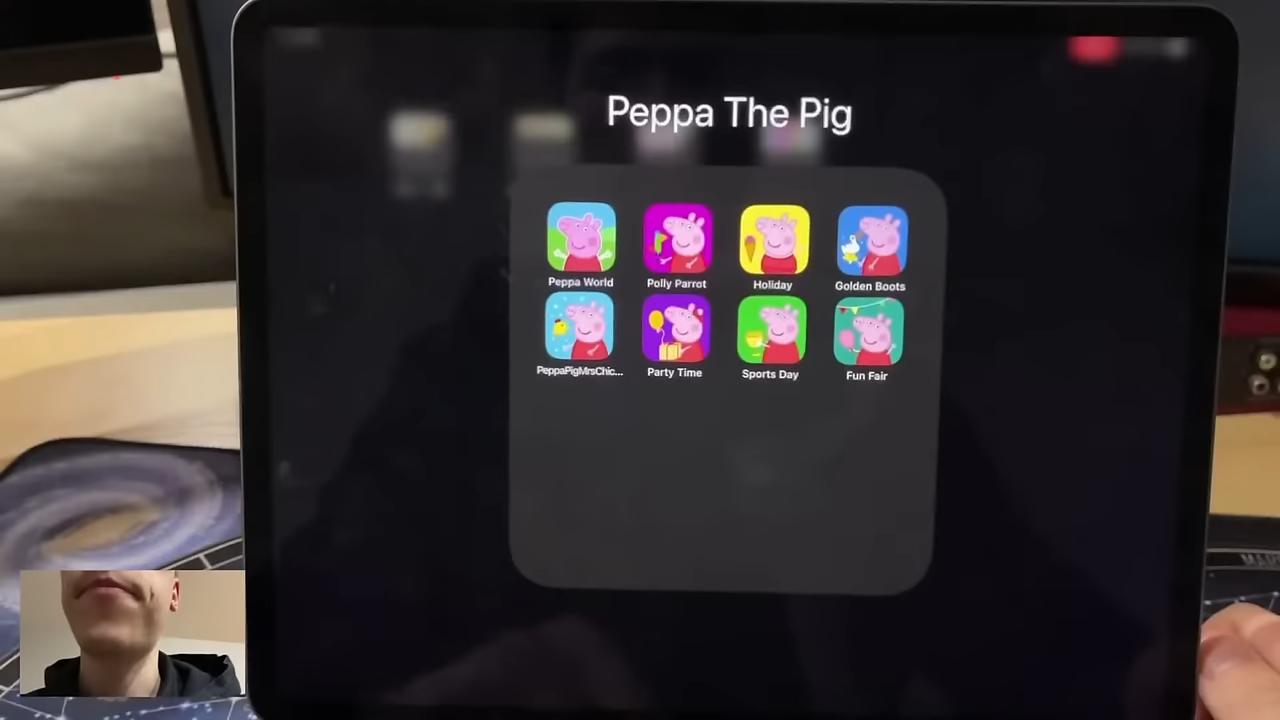 Peppa The Pig
Peppa World
Polly Parrot
Holiday
Golden Boots
PeppaPigMrsChic...
Party Time
Sports Day
Fun Fair